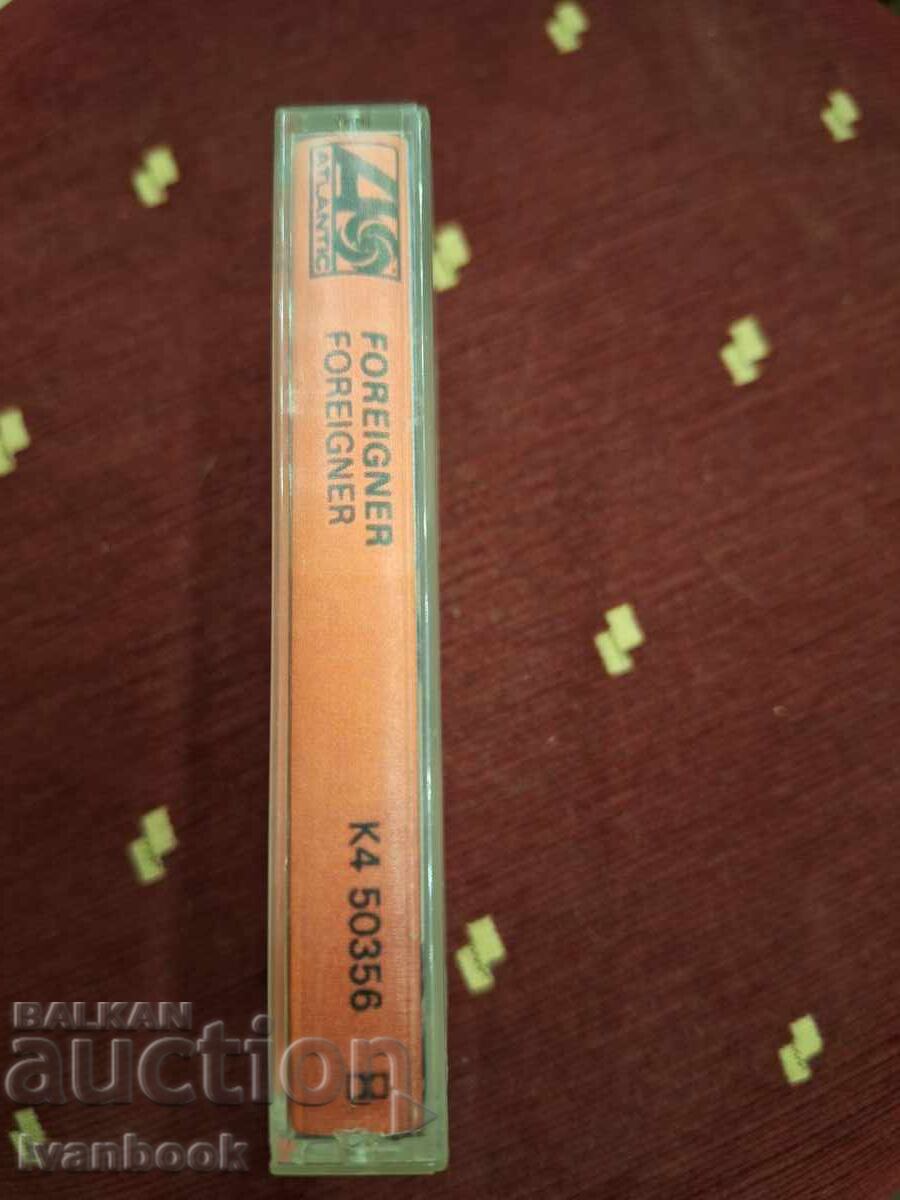 ATLANTIC
FOREIGNER
FOREIGNER
K4 50356
BALKAN
auction
Ivanbook